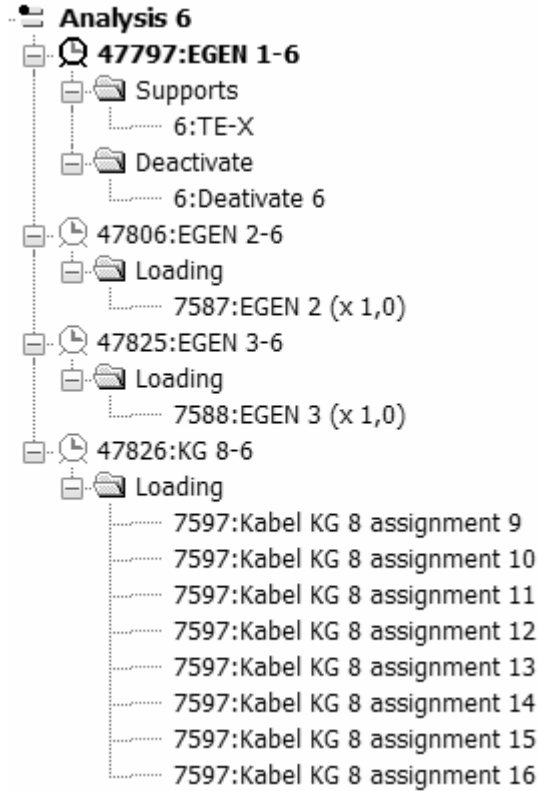 Analysis 6
47797:EGEN 1-6
Supports
6:TE-X
Deactivate
6:Deativate 6
47806:EGEN 2-6
Loading
7587:EGEN 2 (x 1,0)
47825:EGEN 3-6
Loading
7588:EGEN 3 (x 1,0)
47826:KG 8-6
Loading
7597:Kabel KG 8 assignment 9
7597:Kabel KG 8 assignment 10
7597:Kabel KG 8 assignment 11
7597:Kabel KG 8 assignment 12
7597:Kabel KG 8 assignment 13
7597:Kabel KG 8 assignment 14
7597:Kabel KG 8 assignment 15
7597:Kabel KG 8 assignment 16